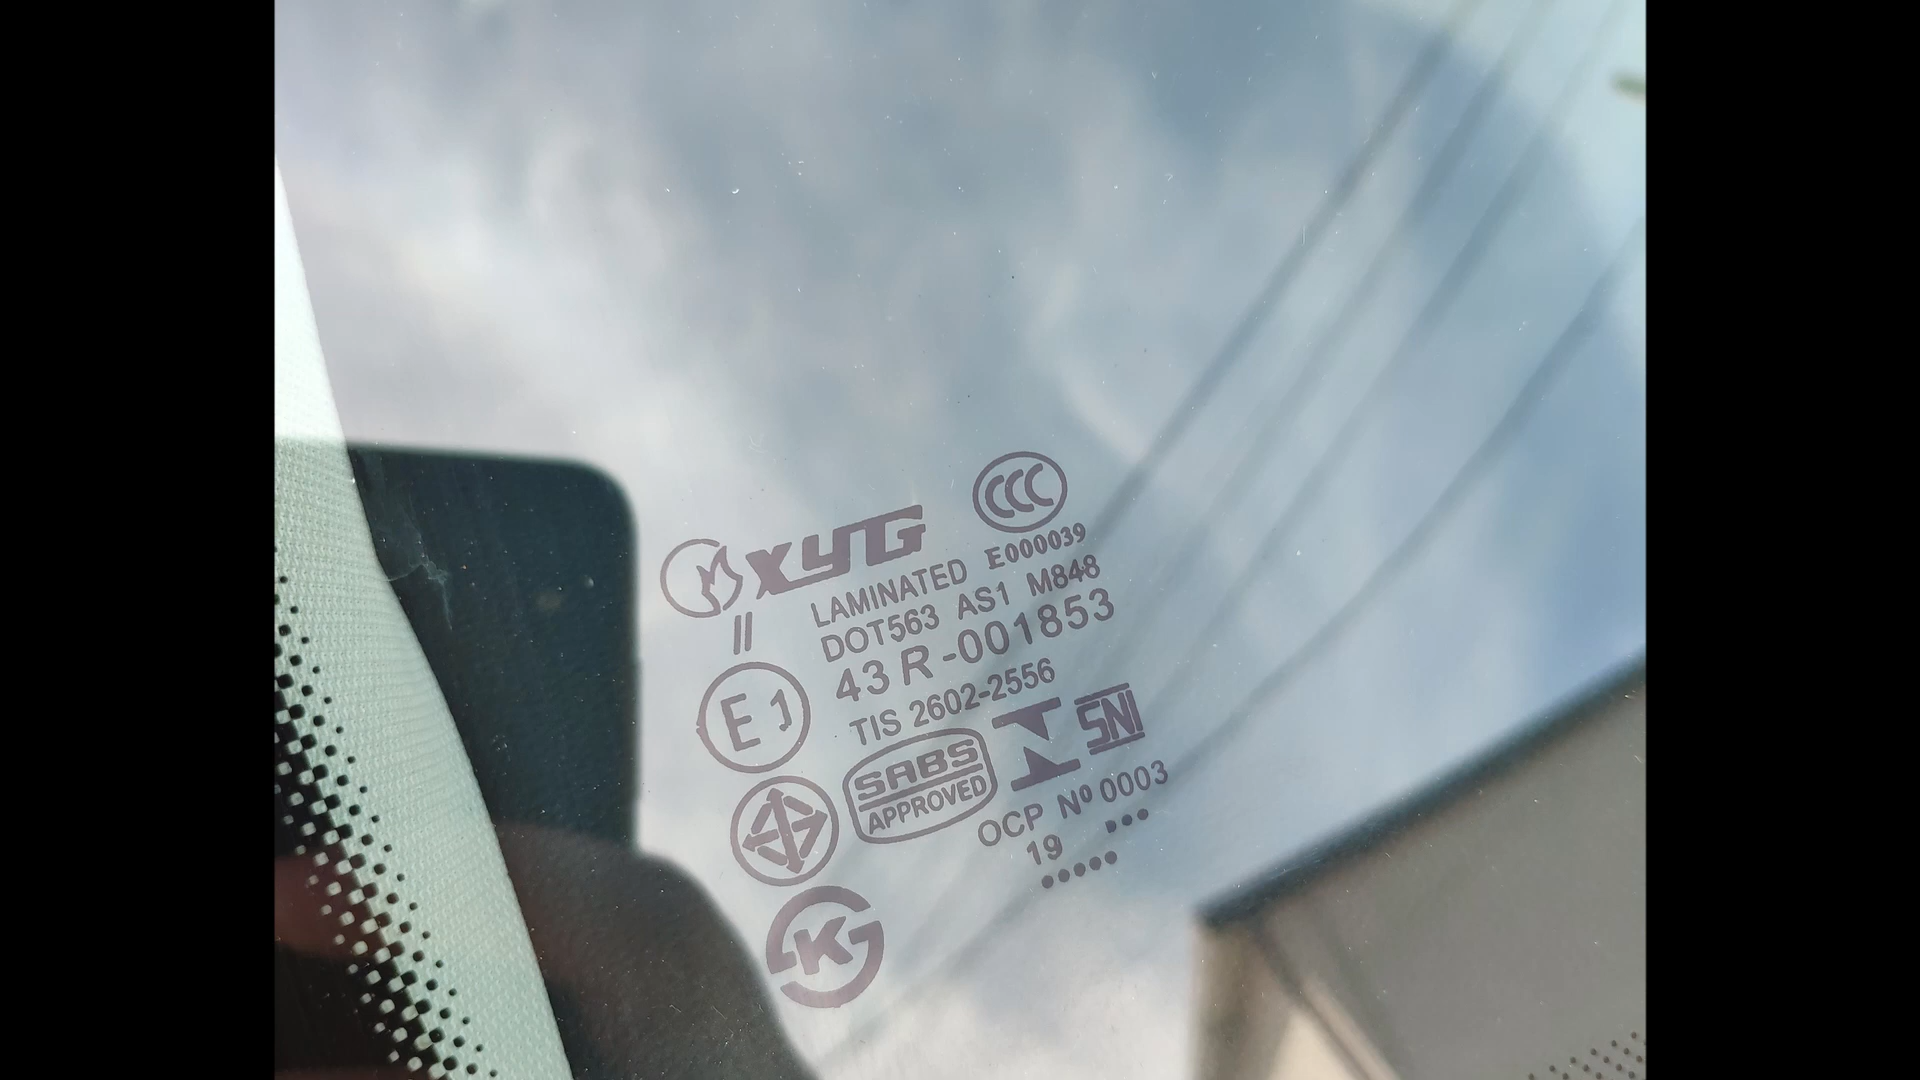 CCC
XYG
LAMINATED E000039
II
DOT563 AS1 M848
43R-001853
E1
TIS 2602-2556
SABS
APPROVED
SNI
OCP Nº 0003
19
K